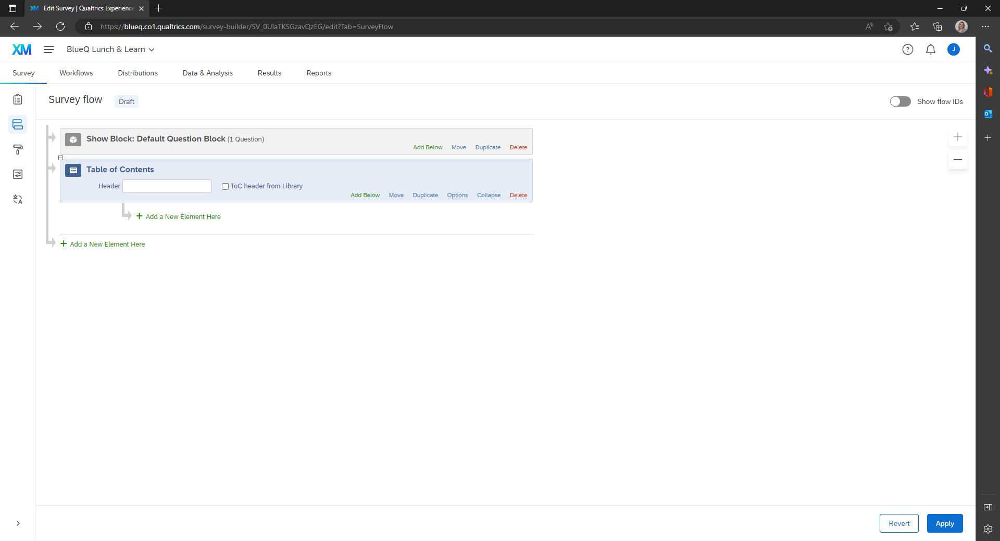 XM Edit Survey | Qualtrics Experience
https://blueq.co1.qualtrics.com/survey-builder/SV_0UIaTKSGzavQzEG/edit?Tab=SurveyFlow
XM BlueQ Lunch & Learn J
Survey Workflows Distributions Data & Analysis Results Reports
Survey flow Draft Show flow IDs
Show Block: Default Question Block (1 Question)
Add Below Move Duplicate Delete
Table of Contents
Header ToC header from Library
Add Below Move Duplicate Options Collapse Delete
+ Add a New Element Here
+ Add a New Element Here
Revert Apply